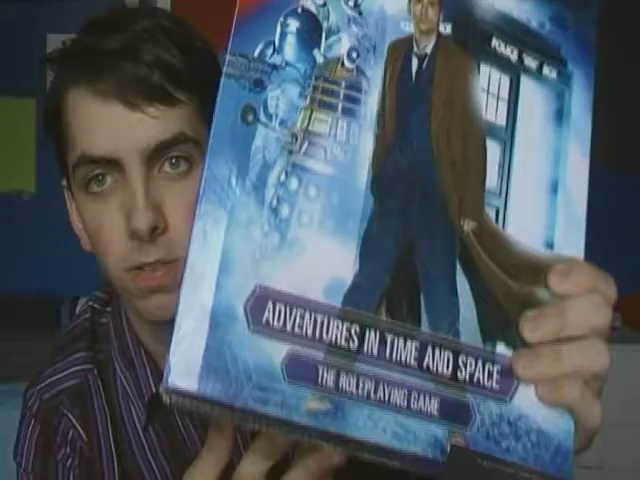 POLICE BOX
ADVENTURES IN TIME AND SPACE
THE ROLEPLAYING GAME